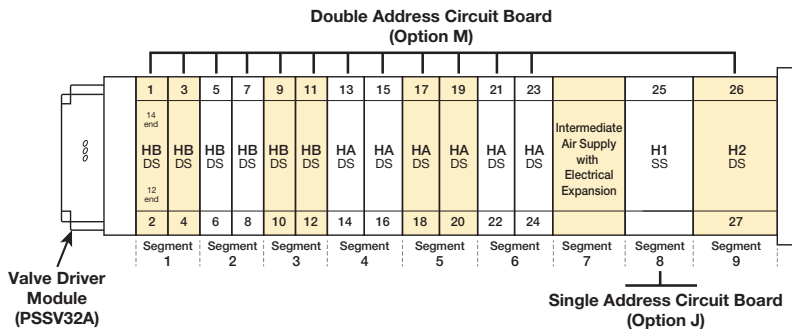 Double Address Circuit Board
(Option M)
1 3 5 7 9 11 13 15 17 19 21 23 25 26
14
end
HB HB HB HB HB HB HA HA HA HA HA HA H1 H2
DS DS DS DS DS DS DS DS DS DS DS DS SS DS
Intermediate
Air Supply
with
Electrical
Expansion
12
end
2 4 6 8 10 12 14 16 18 20 22 24 27
Segment Segment Segment Segment Segment Segment Segment Segment Segment
1 2 3 4 5 6 7 8 9
000
Valve Driver
Module
(PSSV32A)
Single Address Circuit Board
(Option J)